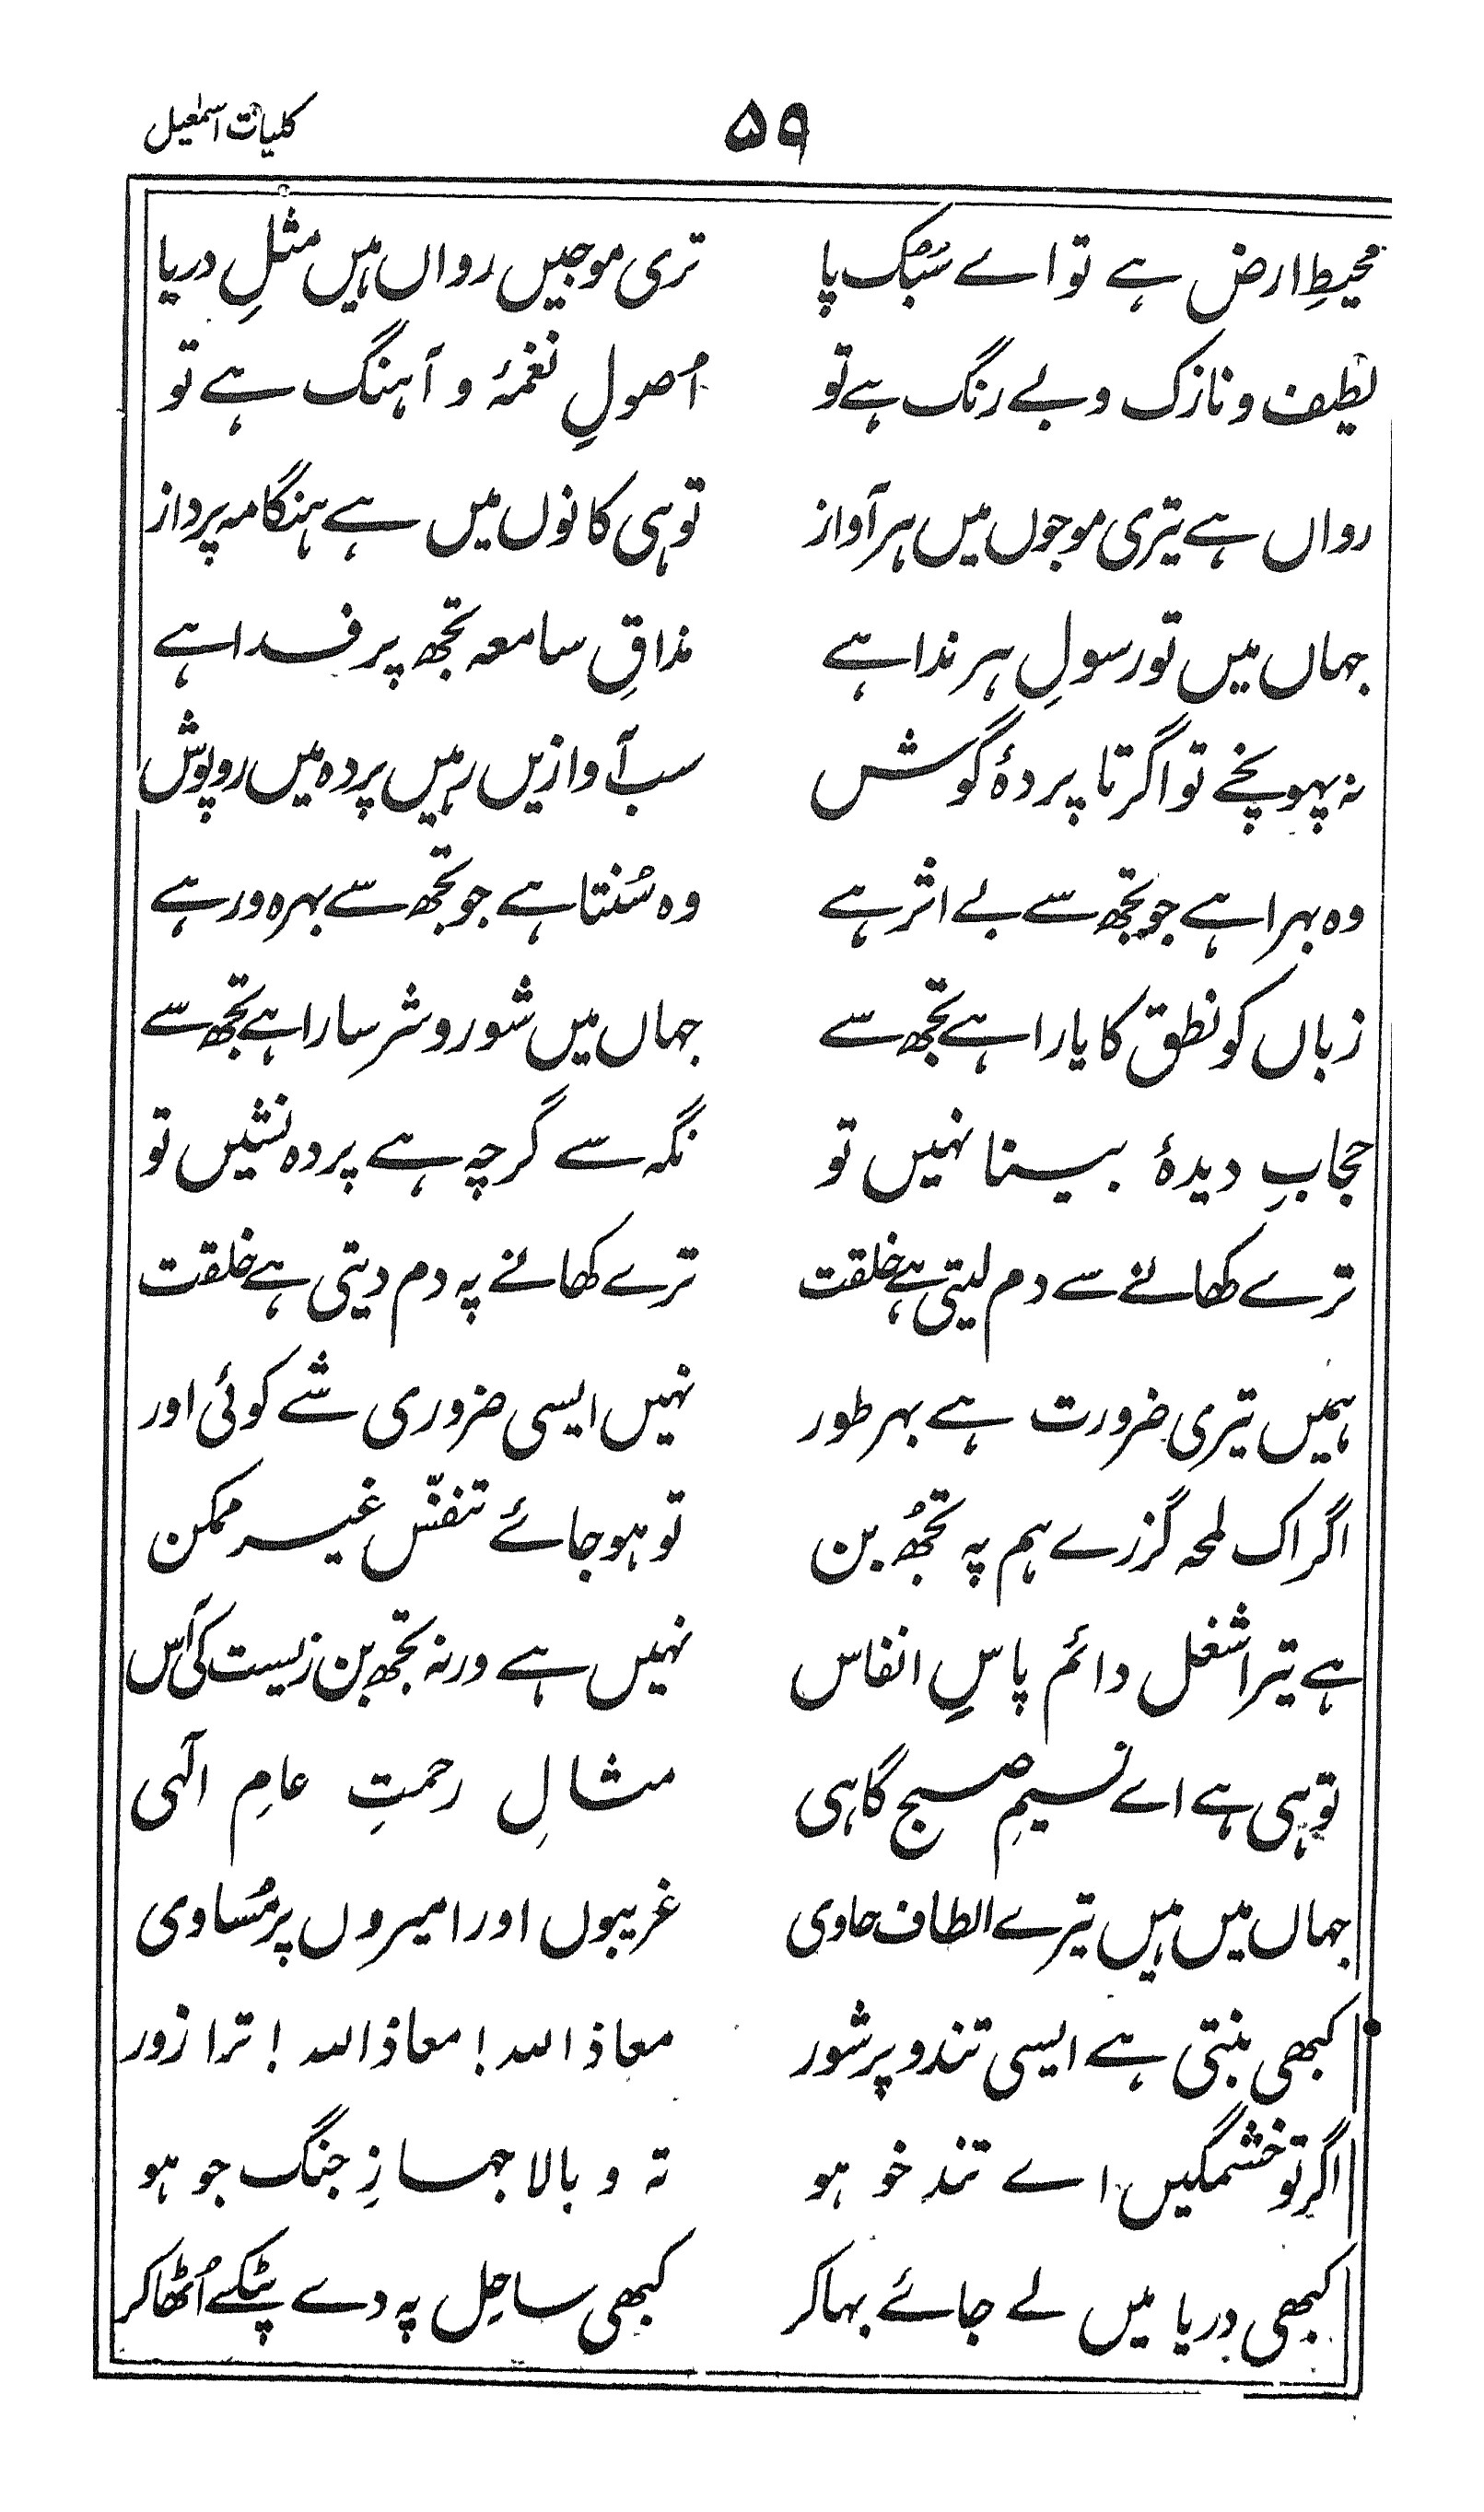 ۵۹ کلیات اسمٰعیل
محیطِ ارض ہے تو اے سُبُک پا تری موجیں رواں ہیں مثلِ دریا
لطیف و نازک و بے رنگ ہے تو اُصولِ نغمۂ و آہنگ ہے تو
رواں ہے تیری موجوں میں ہر آواز تو ہی کانوں میں ہے ہنگامہ پرداز
جہاں میں تو رسولِ ہر ندا ہے مذاقِ سامعہ تجھ پر فدا ہے
نہ پہونچے تو اگر تا پردۂ گوش سب آوازیں رہیں پردہ میں روپوش
وہ بہرا ہے جو تجھ سے بے اثر ہے وہ سُنتا ہے جو تجھ سے بہرہ ور ہے
زباں کو نطق کا یارا ہے تجھ سے جہاں میں شور و شر سارا ہے تجھ سے
حجابِ دیدۂ بینا نہیں تو نگہ سے گرچہ ہے پردہ نشیں تو
ترے کھانے سے دم لیتی ہے خلقت ترے کھانے پہ دم دیتی ہے خلقت
ہمیں تیری ضرورت ہے بہر طور نہیں ایسی ضروری شے کوئی اور
اگر اک لمحہ گزرے ہم پہ تجھُ بن تو ہو جائے تنفّس غیر ممکن
ہے تیرا شغل دائم پاسِ انفاس نہیں ہے ورنہ تجھ بن زیست کی آس
تو ہی ہے اے نسیمِ صبح گاہی مثالِ رحمتِ عامِ الٰہی
جہاں میں ہیں تیرے الطاف حاوی غریبوں اور امیروں پر مُساوی
کبھی بنتی ہے ایسی تند و پر شور معاذ اللہ ! معاذ اللہ ! ترا زور
اگر تو خشمگیں اے تند خو ہو تہ و بالا جہازِ جنگ جو ہو
کبھی دریا میں لے جائے بہا کر کبھی ساحِل پہ دے پٹکے اُٹھا کر